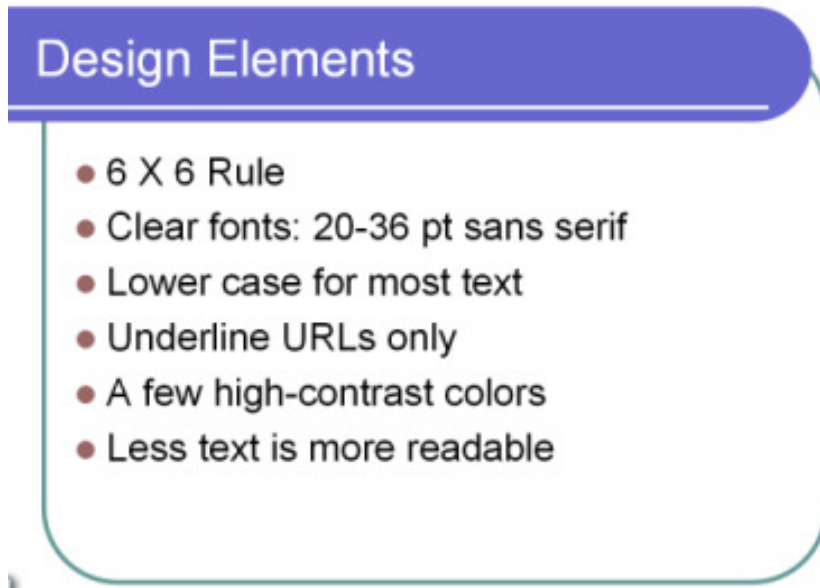 Design Elements
6 X 6 Rule
Clear fonts: 20-36 pt sans serif
Lower case for most text
Underline URLs only
A few high-contrast colors
Less text is more readable